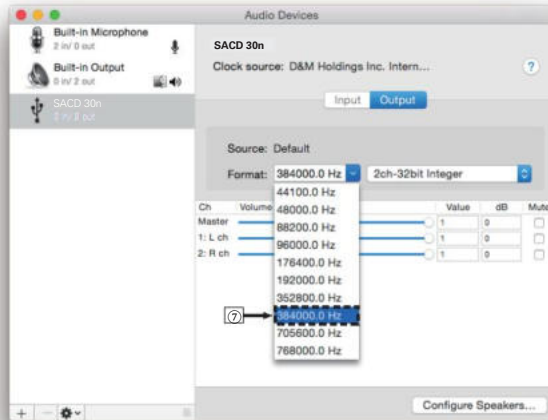 Audio Devices
Built-in Microphone
2 in/ 0 out
Built-in Output
0 in/ 2 out
SACD 30n
SACD 30n
Clock source: D&M Holdings Inc. Intern...
?
Input Output
Source: Default
Format: 384000.0 Hz 2ch-32bit Integer
44100.0 Hz
48000.0 Hz
88200.0 Hz
96000.0 Hz
176400.0 Hz
192000.0 Hz
352800.0 Hz
⑦ 384000.0 Hz
705600.0 Hz
768000.0 Hz
Ch Volume Value dB Mute
Master 1 0
1: L ch 1 0
2: R ch 1 0
+ −
Configure Speakers...